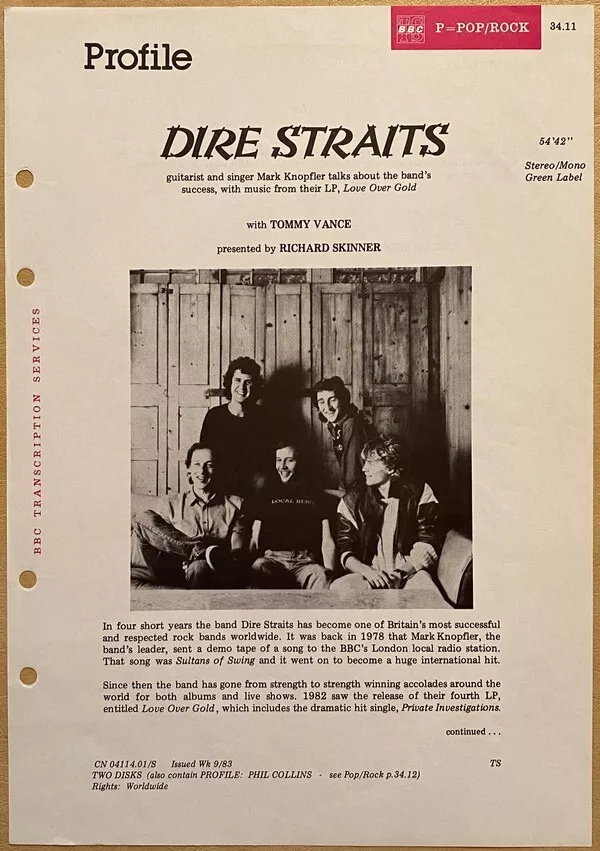 BBC
P=POP/ROCK
34.11
Profile
DIRE STRAITS
54'42"
guitarist and singer Mark Knopfler talks about the band's
success, with music from their LP, Love Over Gold
Stereo/Mono
Green Label
with TOMMY VANCE
presented by RICHARD SKINNER
BBC TRANSCRIPTION SERVICES
LOCAL HERO
In four short years the band Dire Straits has become one of Britain's most successful
and respected rock bands worldwide. It was back in 1978 that Mark Knopfler, the
band's leader, sent a demo tape of a song to the BBC's London local radio station.
That song was Sultans of Swing and it went on to become a huge international hit.
Since then the band has gone from strength to strength winning accolades around the
world for both albums and live shows. 1982 saw the release of their fourth LP,
entitled Love Over Gold, which includes the dramatic hit single, Private Investigations.
continued . . .
CN 04114.01/S Issued Wk 9/83
TS
TWO DISKS (also contain PROFILE: PHIL COLLINS - see Pop/Rock p.34.12)
Rights: Worldwide